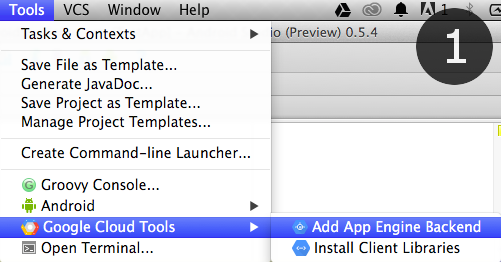 Tools VCS Window Help
io (Preview) 0.5.4
1
Tasks & Contexts
Save File as Template...
Generate JavaDoc...
Save Project as Template...
Manage Project Templates...
Create Command-line Launcher...
Groovy Console...
Android
Google Cloud Tools
Add App Engine Backend
Open Terminal...
Install Client Libraries